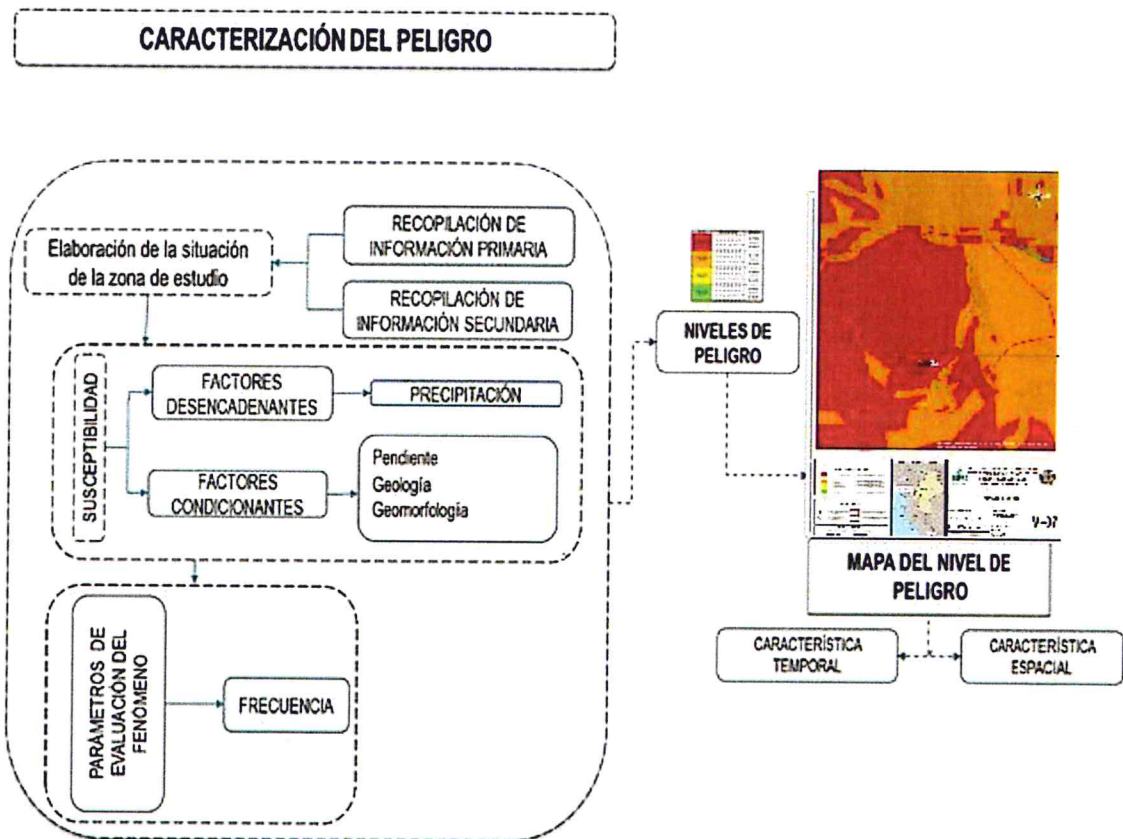 CARACTERIZACIÓN DEL PELIGRO
Elaboración de la situación
de la zona de estudio
RECOPILACIÓN DE
INFORMACIÓN PRIMARIA
RECOPILACIÓN DE
INFORMACIÓN SECUNDARIA
SUSCEPTIBILIDAD
FACTORES
DESENCADENANTES
PRECIPITACIÓN
FACTORES
CONDICIONANTES
Pendiente
Geología
Geomorfología
PARÁMETROS DE
EVALUACIÓN DEL
FENÓMENO
FRECUENCIA
NIVELES DE
PELIGRO
MAPA DEL NIVEL DE
PELIGRO
CARACTERÍSTICA
TEMPORAL
CARACTERÍSTICA
ESPACIAL